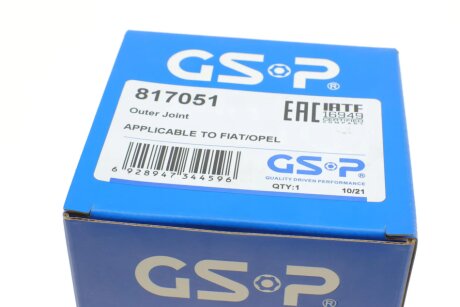 GSP®
817051
Outer Joint
EAC IATF
16949
APPLICABLE TO FIAT/OPEL
6 928947 344596
GSP®
QUALITY DRIVEN PERFORMANCE
QTY:1 10/21
GSP®